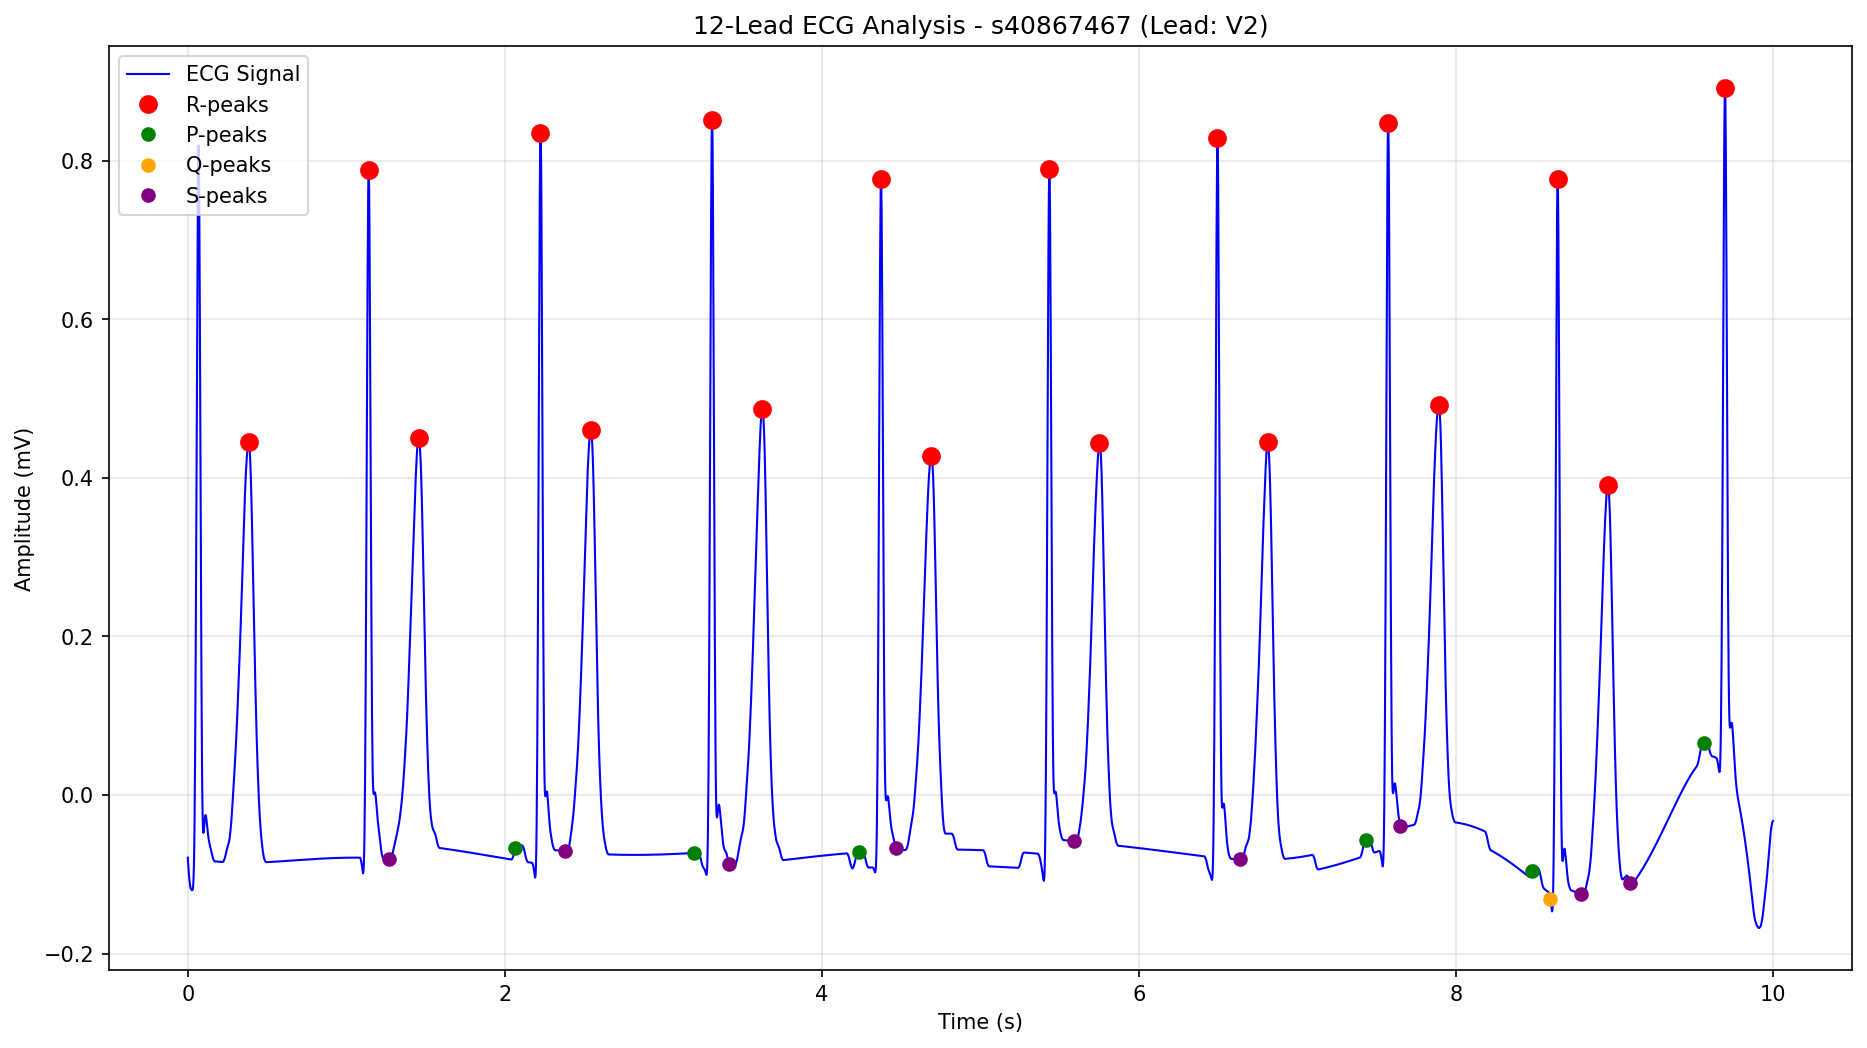 12-Lead ECG Analysis - s40867467 (Lead: V2)
ECG Signal
R-peaks
P-peaks
Q-peaks
S-peaks
Amplitude (mV)
0.8
0.6
0.4
0.2
0.0
−0.2
0 2 4 6 8 10
Time (s)